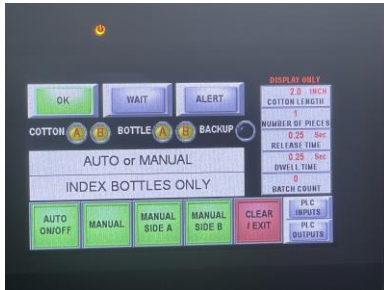 DISPLAY ONLY
OK
WAIT
ALERT
2.0 INCH
COTTON LENGTH
1
NUMBER OF PIECES
COTTON A B BOTTLE A B BACKUP
0.25 Sec
RELEASE TIME
0.25 Sec
DWELL TIME
0
BATCH COUNT
AUTO or MANUAL
INDEX BOTTLES ONLY
AUTO
ON/OFF
MANUAL
MANUAL
SIDE A
MANUAL
SIDE B
CLEAR
/ EXIT
PLC
INPUTS
PLC
OUTPUTS